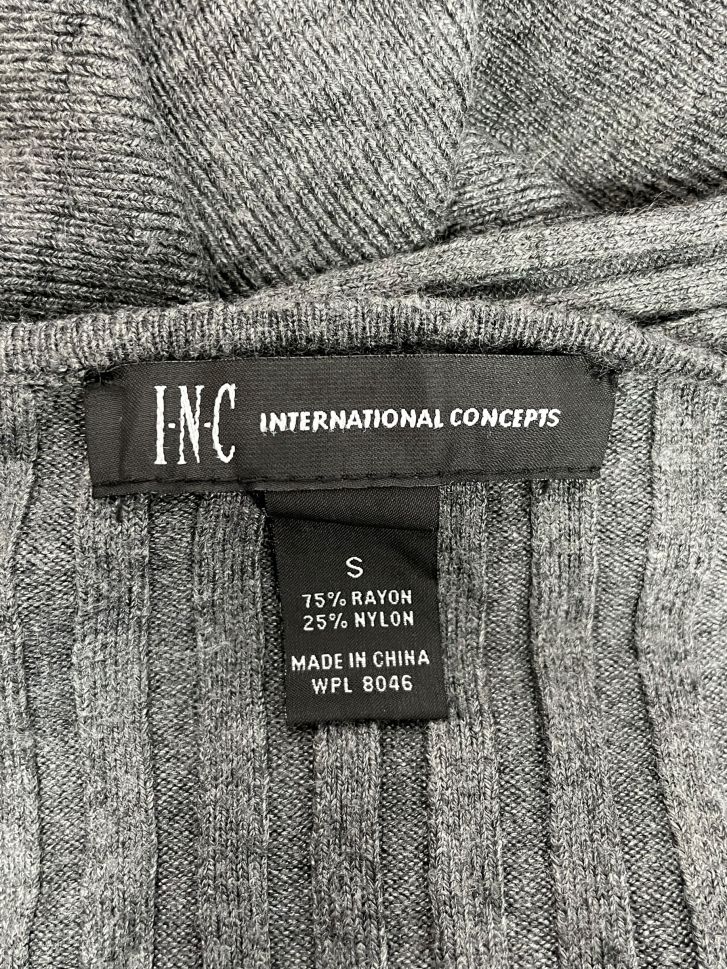 I·N·C INTERNATIONAL CONCEPTS
S
75% RAYON
25% NYLON
MADE IN CHINA
WPL 8046